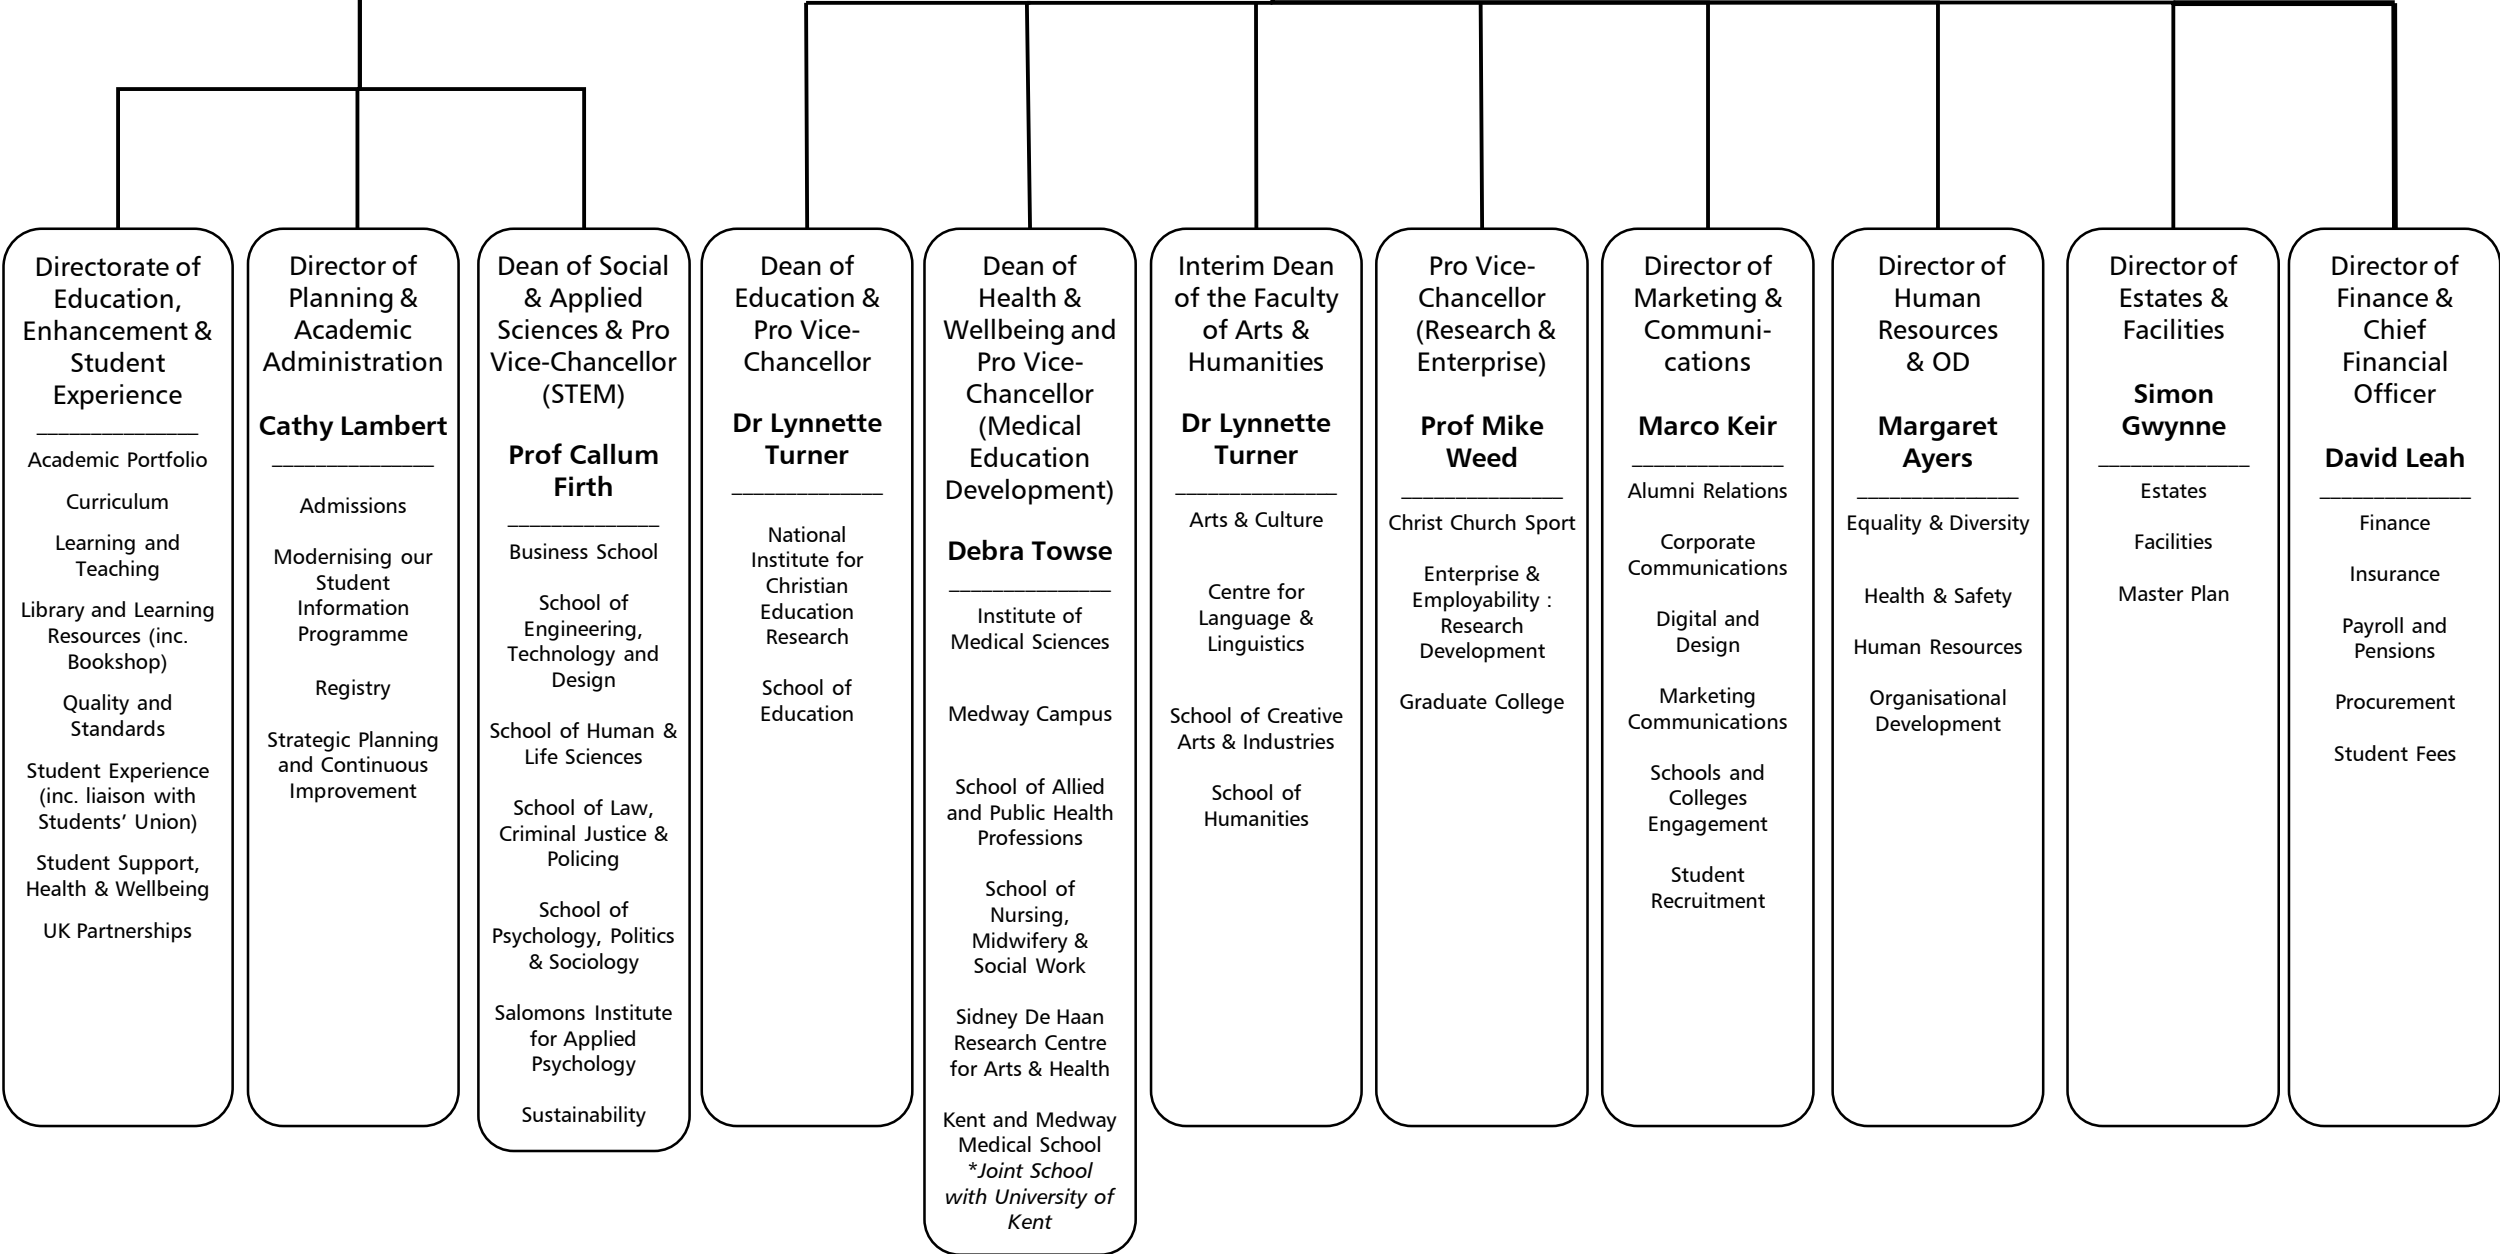 Directorate of
Education,
Enhancement &
Student
Experience
_______________
Academic Portfolio
Curriculum
Learning and
Teaching
Library and Learning
Resources (inc.
Bookshop)
Quality and
Standards
Student Experience
(inc. liaison with
Students’ Union)
Student Support,
Health & Wellbeing
UK Partnerships
Director of
Planning &
Academic
Administration
Cathy Lambert
_______________
Admissions
Modernising our
Student
Information
Programme
Registry
Strategic Planning
and Continuous
Improvement
Dean of Social
& Applied
Sciences & Pro
Vice-Chancellor
(STEM)
Prof Callum
Firth
______________
Business School
School of
Engineering,
Technology and
Design
School of Human &
Life Sciences
School of Law,
Criminal Justice &
Policing
School of
Psychology, Politics
& Sociology
Salomons Institute
for Applied
Psychology
Sustainability
Dean of
Education &
Pro Vice-
Chancellor
Dr Lynnette
Turner
______________
National
Institute for
Christian
Education
Research
School of
Education
Dean of
Health &
Wellbeing and
Pro Vice-
Chancellor
(Medical
Education
Development)
Debra Towse
_______________
Institute of
Medical Sciences
Medway Campus
School of Allied
and Public Health
Professions
School of
Nursing,
Midwifery &
Social Work
Sidney De Haan
Research Centre
for Arts & Health
Kent and Medway
Medical School
*Joint School
with University of
Kent
Interim Dean
of the Faculty
of Arts &
Humanities
Dr Lynnette
Turner
_______________
Arts & Culture
Centre for
Language &
Linguistics
School of Creative
Arts & Industries
School of
Humanities
Pro Vice-
Chancellor
(Research &
Enterprise)
Prof Mike
Weed
_______________
Christ Church Sport
Enterprise &
Employability :
Research
Development
Graduate College
Director of
Marketing &
Communi-
cations
Marco Keir
______________
Alumni Relations
Corporate
Communications
Digital and
Design
Marketing
Communications
Schools and
Colleges
Engagement
Student
Recruitment
Director of
Human
Resources
& OD
Margaret
Ayers
_______________
Equality & Diversity
Health & Safety
Human Resources
Organisational
Development
Director of
Estates &
Facilities
Simon
Gwynne
______________
Estates
Facilities
Master Plan
Director of
Finance &
Chief
Financial
Officer
David Leah
______________
Finance
Insurance
Payroll and
Pensions
Procurement
Student Fees